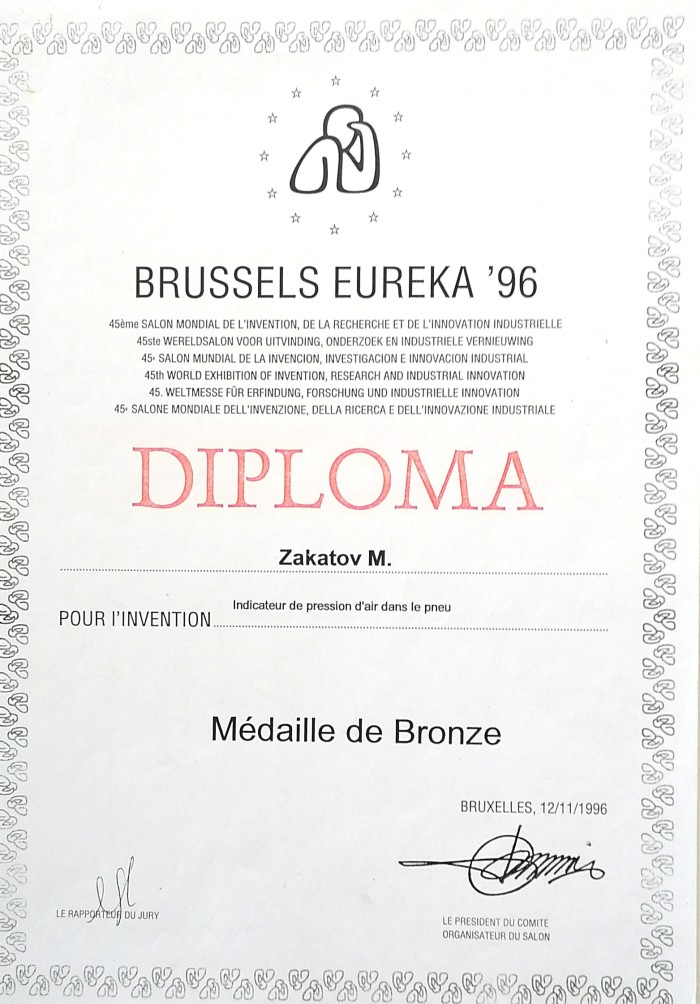 BRUSSELS EUREKA ’96
45ème SALON MONDIAL DE L’INVENTION, DE LA RECHERCHE ET DE L’INNOVATION INDUSTRIELLE
45ste WERELDSALON VOOR UITVINDING, ONDERZOEK EN INDUSTRIELE VERNIEUWING
45e SALON MUNDIAL DE LA INVENCION, INVESTIGACION E INNOVACION INDUSTRIAL
45th WORLD EXHIBITION OF INVENTION, RESEARCH AND INDUSTRIAL INNOVATION
45. WELTMESSE FÜR ERFINDUNG, FORSCHUNG UND INDUSTRIELLE INNOVATION
45e SALONE MONDIALE DELL’INVENZIONE, DELLA RICERCA E DELL’INNOVAZIONE INDUSTRIALE
DIPLOMA
Zakatov M.
Indicateur de pression d'air dans le pneu
POUR l’INVENTION
Médaille de Bronze
BRUXELLES, 12/11/1996
LE RAPPORTEUR DU JURY
LE PRESIDENT DU COMITE
ORGANISATEUR DU SALON